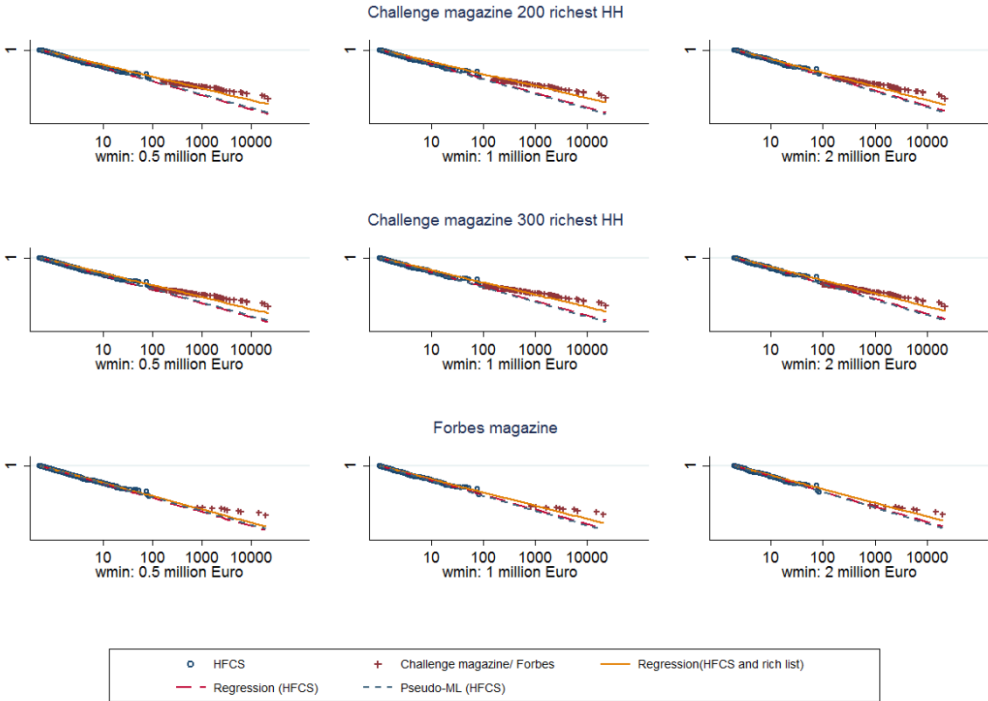 Challenge magazine 200 richest HH
1 1 1
10 100 1000 10000 10 100 1000 10000 10 100 1000 10000
wmin: 0.5 million Euro wmin: 1 million Euro wmin: 2 million Euro
Challenge magazine 300 richest HH
1 1 1
10 100 1000 10000 10 100 1000 10000 10 100 1000 10000
wmin: 0.5 million Euro wmin: 1 million Euro wmin: 2 million Euro
Forbes magazine
1 1 1
10 100 1000 10000 10 100 1000 10000 10 100 1000 10000
wmin: 0.5 million Euro wmin: 1 million Euro wmin: 2 million Euro
HFCS Challenge magazine/ Forbes Regression(HFCS and rich list)
Regression (HFCS) Pseudo-ML (HFCS)